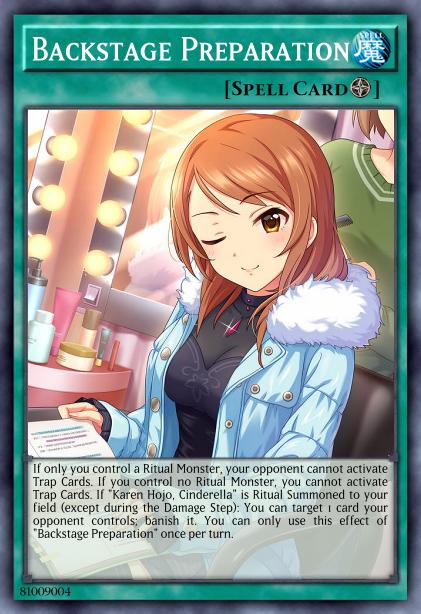 BACKSTAGE PREPARATION
SPELL
魔
[SPELL CARD]
If only you control a Ritual Monster, your opponent cannot activate
Trap Cards. If you control no Ritual Monster, you cannot activate
Trap Cards. If "Karen Hojo, Cinderella" is Ritual Summoned to your
field (except during the Damage Step): You can target 1 card your
opponent controls; banish it. You can only use this effect of
"Backstage Preparation" once per turn.
81009004